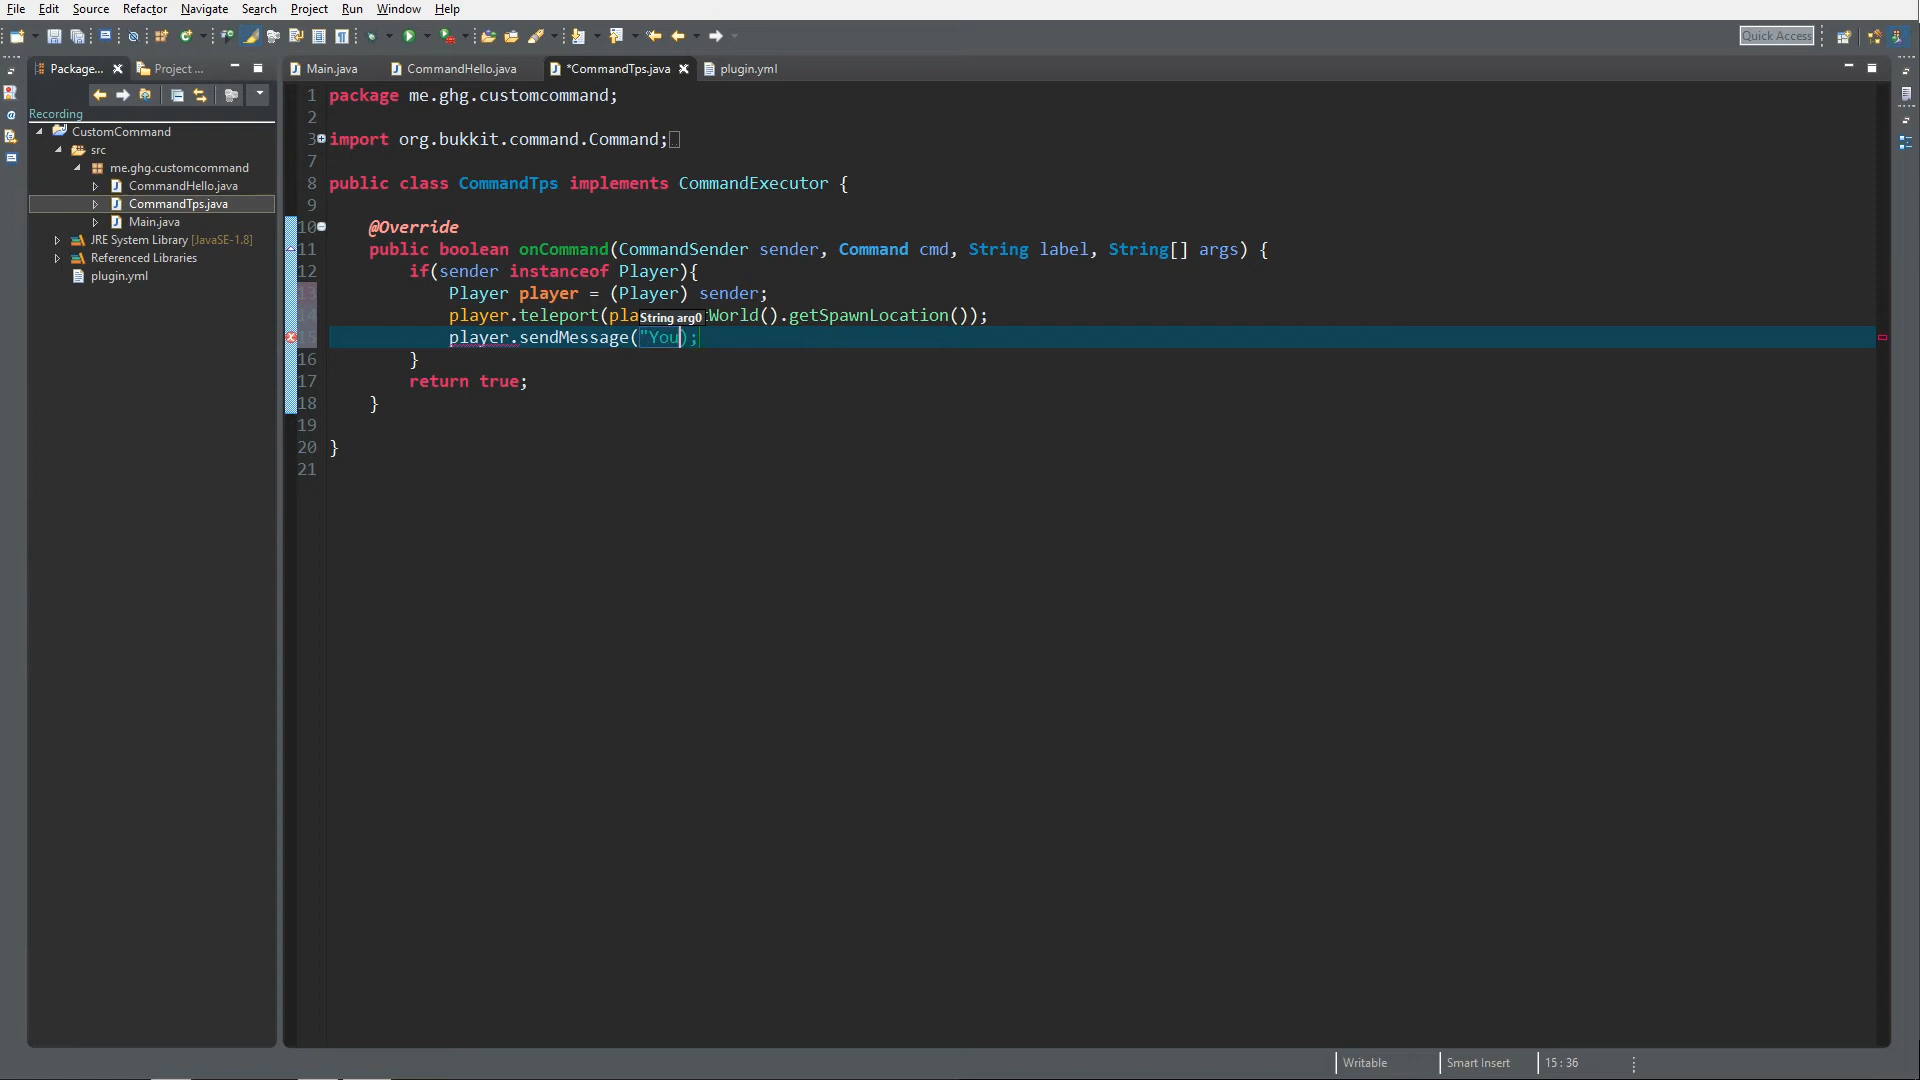 File Edit Source Refactor Navigate Search Project Run Window Help
Quick Access
Package... Project ... Main.java CommandHello.java *CommandTps.java plugin.yml
Recording
CustomCommand
src
me.ghg.customcommand
CommandHello.java
CommandTps.java
Main.java
JRE System Library [JavaSE-1.8]
Referenced Libraries
plugin.yml
1 package me.ghg.customcommand;
2
3 import org.bukkit.command.Command;
7
8 public class CommandTps implements CommandExecutor {
9
10 @Override
11 public boolean onCommand(CommandSender sender, Command cmd, String label, String[] args) {
12 if(sender instanceof Player){
13 Player player = (Player) sender;
14 player.teleport(pla tWorld().getSpawnLocation());
String arg0
15 player.sendMessage("You);
16 }
17 return true;
18 }
19
20 }
21
Writable Smart Insert 15 : 36